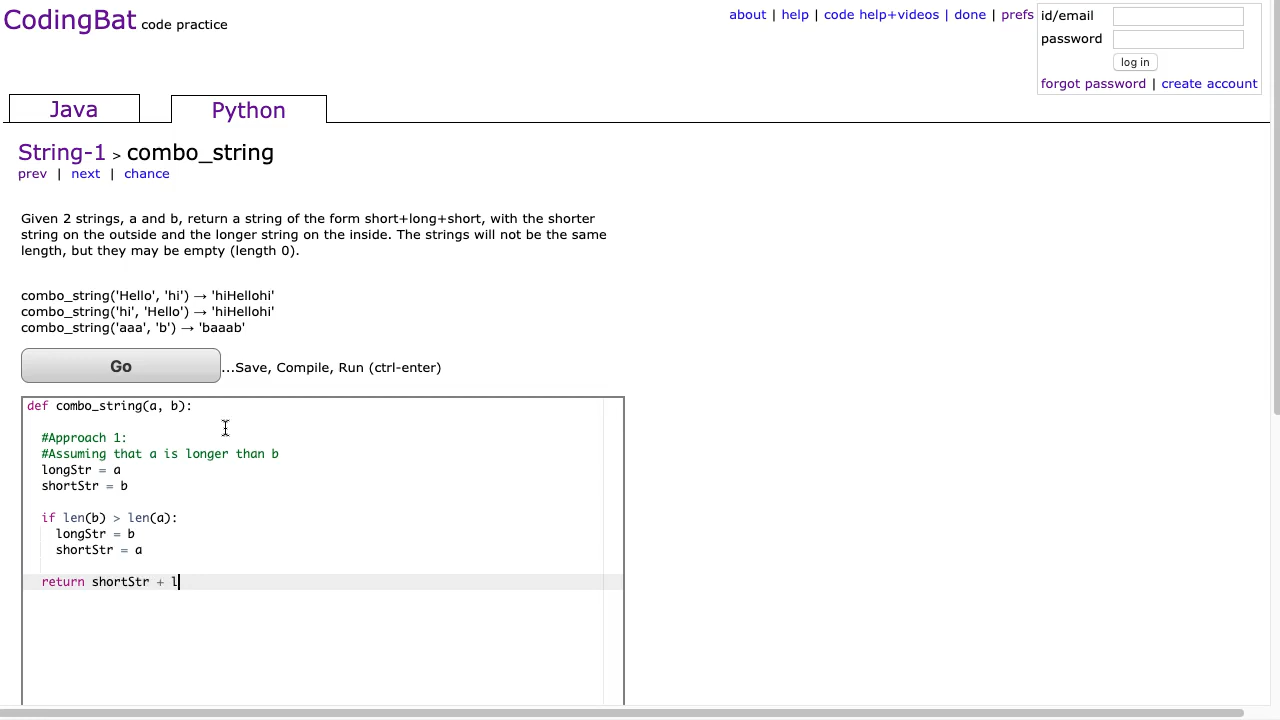 CodingBat code practice
about | help | code help+videos | done | prefs
id/email
password
log in
forgot password | create account
Java
Python
String-1 > combo_string
prev | next | chance
Given 2 strings, a and b, return a string of the form short+long+short, with the shorter
string on the outside and the longer string on the inside. The strings will not be the same
length, but they may be empty (length 0).
combo_string('Hello', 'hi') → 'hiHellohi'
combo_string('hi', 'Hello') → 'hiHellohi'
combo_string('aaa', 'b') → 'baaab'
Go ...Save, Compile, Run (ctrl-enter)
def combo_string(a, b):
#Approach 1:
#Assuming that a is longer than b
longStr = a
shortStr = b
if len(b) > len(a):
longStr = b
shortStr = a
return shortStr + l